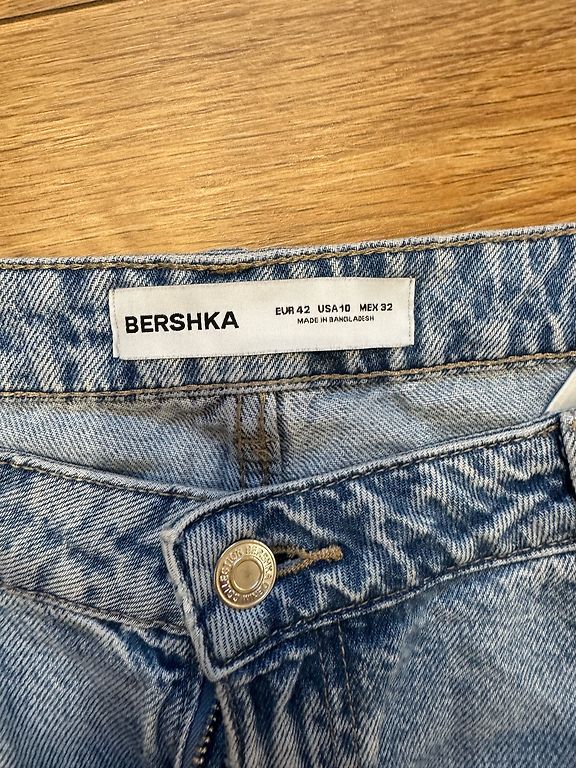 BERSHKA
EUR 42 USA 10 MEX 32
MADE IN BANGLADESH